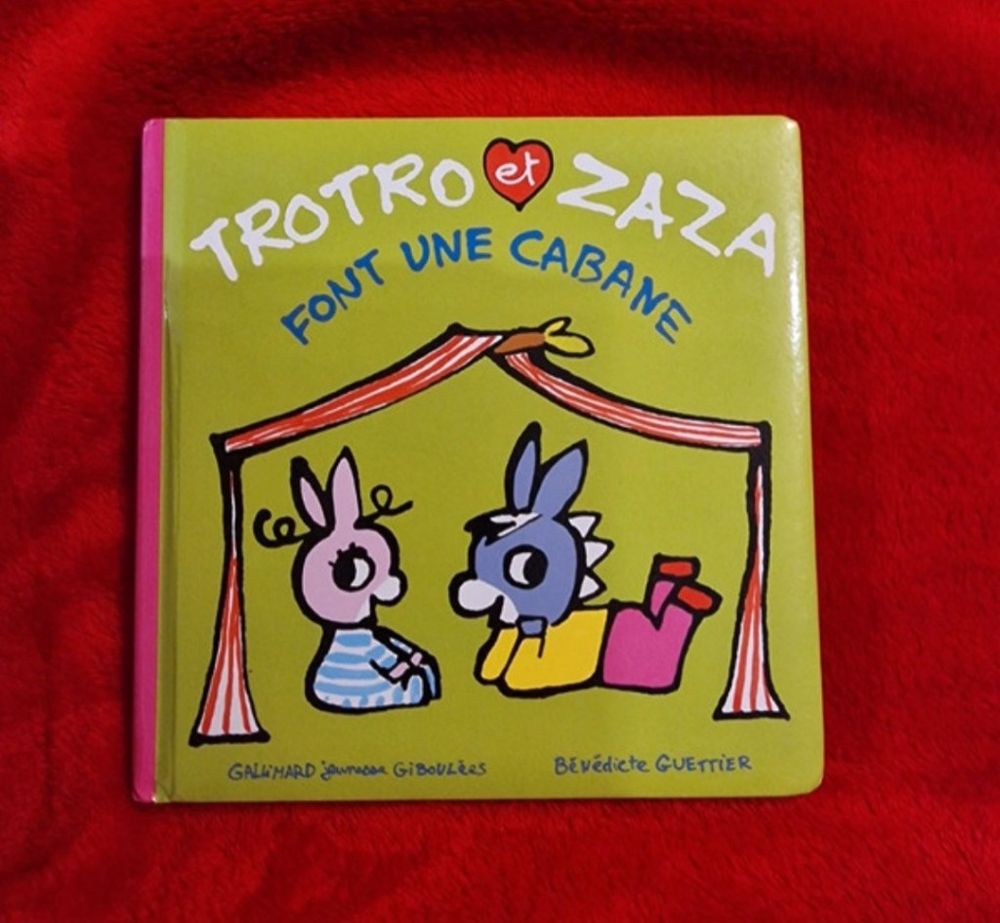 TROTRO et ZAZA
FONT UNE CABANE
GALLIMARD jeunesse GiBOULÉES
BÉNÉDICTE GUETTIER